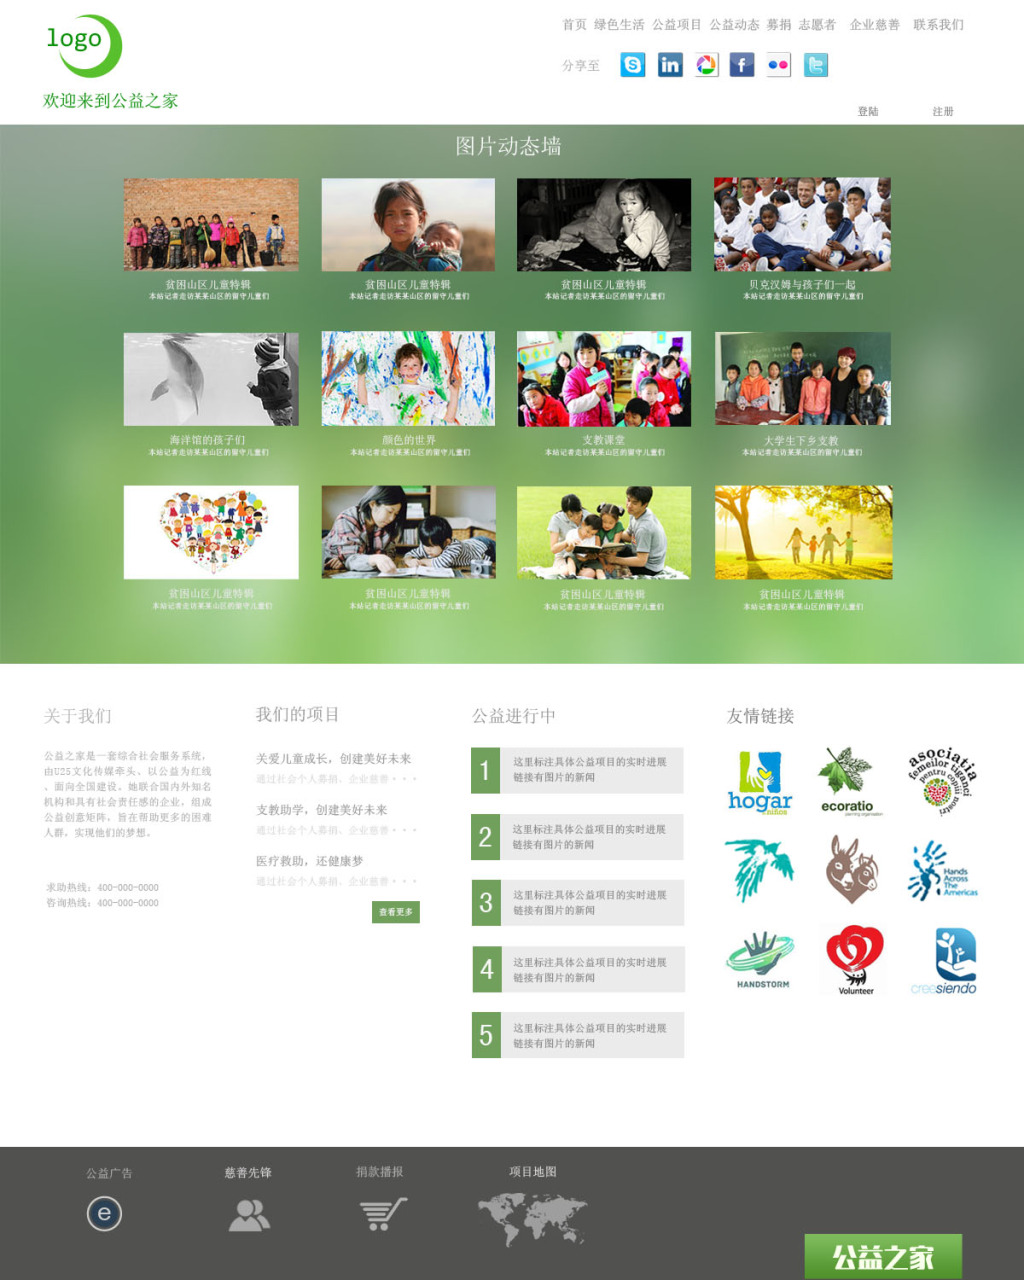 logo
欢迎来到公益之家
首页 绿色生活 公益项目 公益动态 募捐 志愿者 企业慈善 联系我们
分享至
登陆 注册
图片动态墙
贫困山区儿童特辑
本站记者走访某某山区的留守儿童们
贫困山区儿童特辑
本站记者走访某某山区的留守儿童们
贫困山区儿童特辑
本站记者走访某某山区的留守儿童们
贝克汉姆与孩子们一起
本站记者走访某某山区的留守儿童们
海洋馆的孩子们
本站记者走访某某山区的留守儿童们
颜色的世界
本站记者走访某某山区的留守儿童们
支教课堂
本站记者走访某某山区的留守儿童们
大学生下乡支教
本站记者走访某某山区的留守儿童们
贫困山区儿童特辑
本站记者走访某某山区的留守儿童们
贫困山区儿童特辑
本站记者走访某某山区的留守儿童们
贫困山区儿童特辑
本站记者走访某某山区的留守儿童们
贫困山区儿童特辑
本站记者走访某某山区的留守儿童们
关于我们
公益之家是一套综合社会服务系统，
由U25文化传媒牵头、以公益为红线
、面向全国建设。她联合国内外知名
机构和具有社会责任感的企业，组成
公益创意矩阵，旨在帮助更多的困难
人群，实现他们的梦想。
求助热线：400-000-0000
咨询热线：400-000-0000
我们的项目
关爱儿童成长，创建美好未来
通过社会个人募捐、企业慈善・・・
支教助学，创建美好未来
通过社会个人募捐、企业慈善・・・
医疗救助，还健康梦
通过社会个人募捐、企业慈善・・・
查看更多
公益进行中
1
这里标注具体公益项目的实时进展
链接有图片的新闻
2
这里标注具体公益项目的实时进展
链接有图片的新闻
3
这里标注具体公益项目的实时进展
链接有图片的新闻
4
这里标注具体公益项目的实时进展
链接有图片的新闻
5
这里标注具体公益项目的实时进展
链接有图片的新闻
友情链接
hogar
ecoratio
asociatia
femeilor tiganci
pentru copiii nostri
Hands
Across
The
Americas
HANDSTORM
Volunteer
creesiendo
公益广告
慈善先锋
捐款播报
项目地图
公益之家